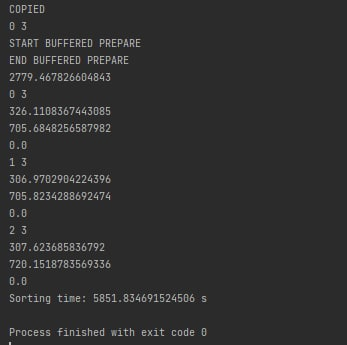 COPIED
0 3
START BUFFERED PREPARE
END BUFFERED PREPARE
2779.467826604843
0 3
326.1108367443085
705.6848256587982
0.0
1 3
306.9702904224396
705.8234288692474
0.0
2 3
307.623685836792
720.1518783569336
0.0
Sorting time: 5851.834691524506 s
Process finished with exit code 0